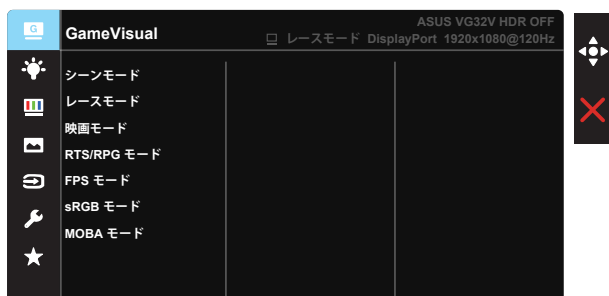 G
GameVisual
ASUS VG32V HDR OFF
レースモード DisplayPort 1920x1080@120Hz
シーンモード
レースモード
映画モード
RTS/RPG モード
FPS モード
sRGB モード
MOBA モード